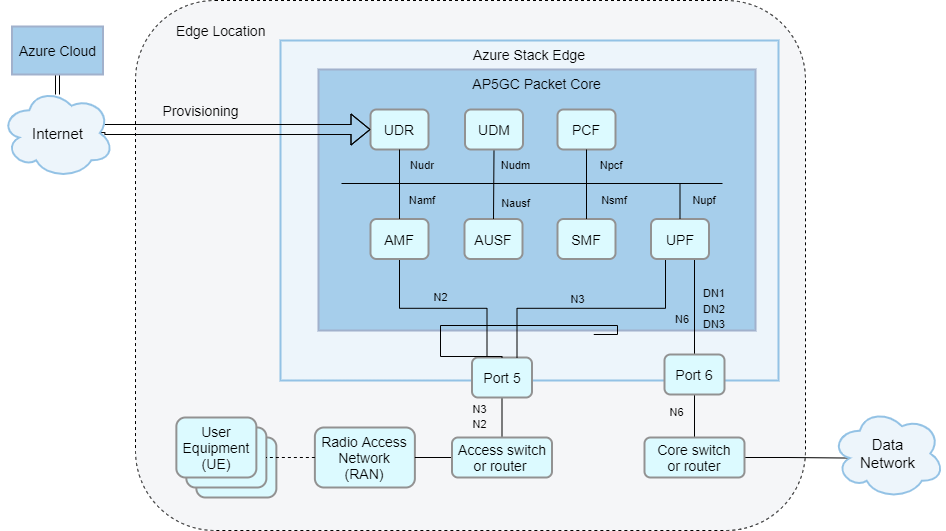 Edge Location
Azure Cloud
Azure Stack Edge
AP5GC Packet Core
Internet
Provisioning
UDR
UDM
PCF
Nudr
Nudm
Npcf
Namf
Nausf
Nsmf
Nupf
AMF
AUSF
SMF
UPF
N2
N3
DN1
DN2
DN3
N6
Port 5
Port 6
N3
N2
N6
User
Equipment
(UE)
Radio Access
Network
(RAN)
Access switch
or router
Core switch
or router
Data
Network